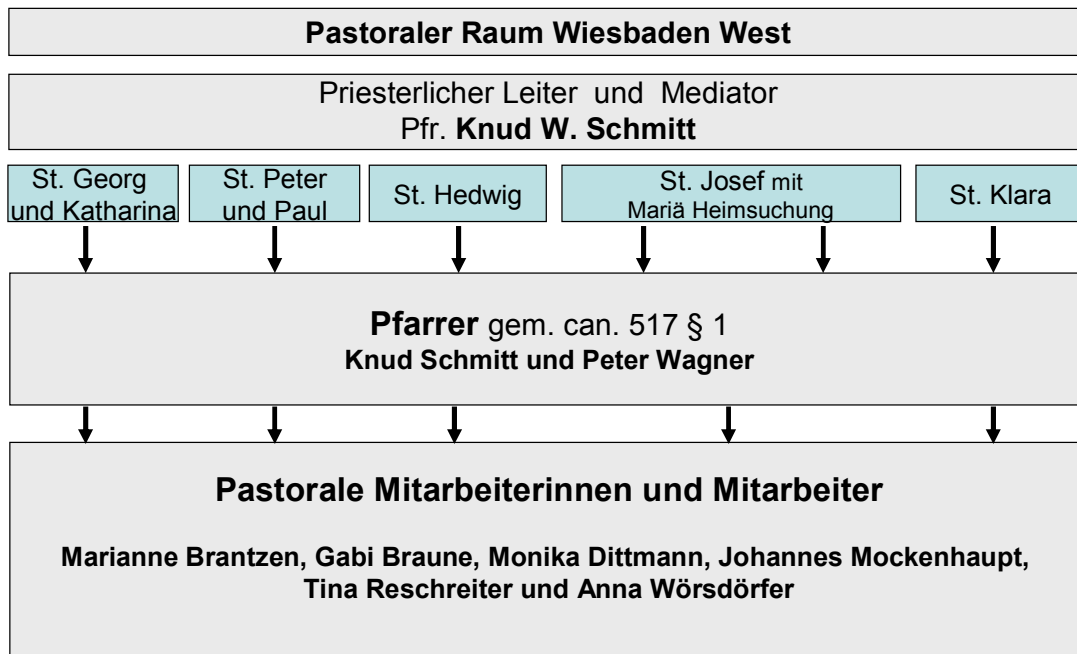 Pastoraler Raum Wiesbaden West
Priesterlicher Leiter und Mediator
Pfr. Knud W. Schmitt
St. Georg
und Katharina
St. Peter
und Paul
St. Hedwig
St. Josef mit
Mariä Heimsuchung
St. Klara
Pfarrer gem. can. 517 § 1
Knud Schmitt und Peter Wagner
Pastorale Mitarbeiterinnen und Mitarbeiter
Marianne Brantzen, Gabi Braune, Monika Dittmann, Johannes Mockenhaupt,
Tina Reschreiter und Anna Wörsdörfer